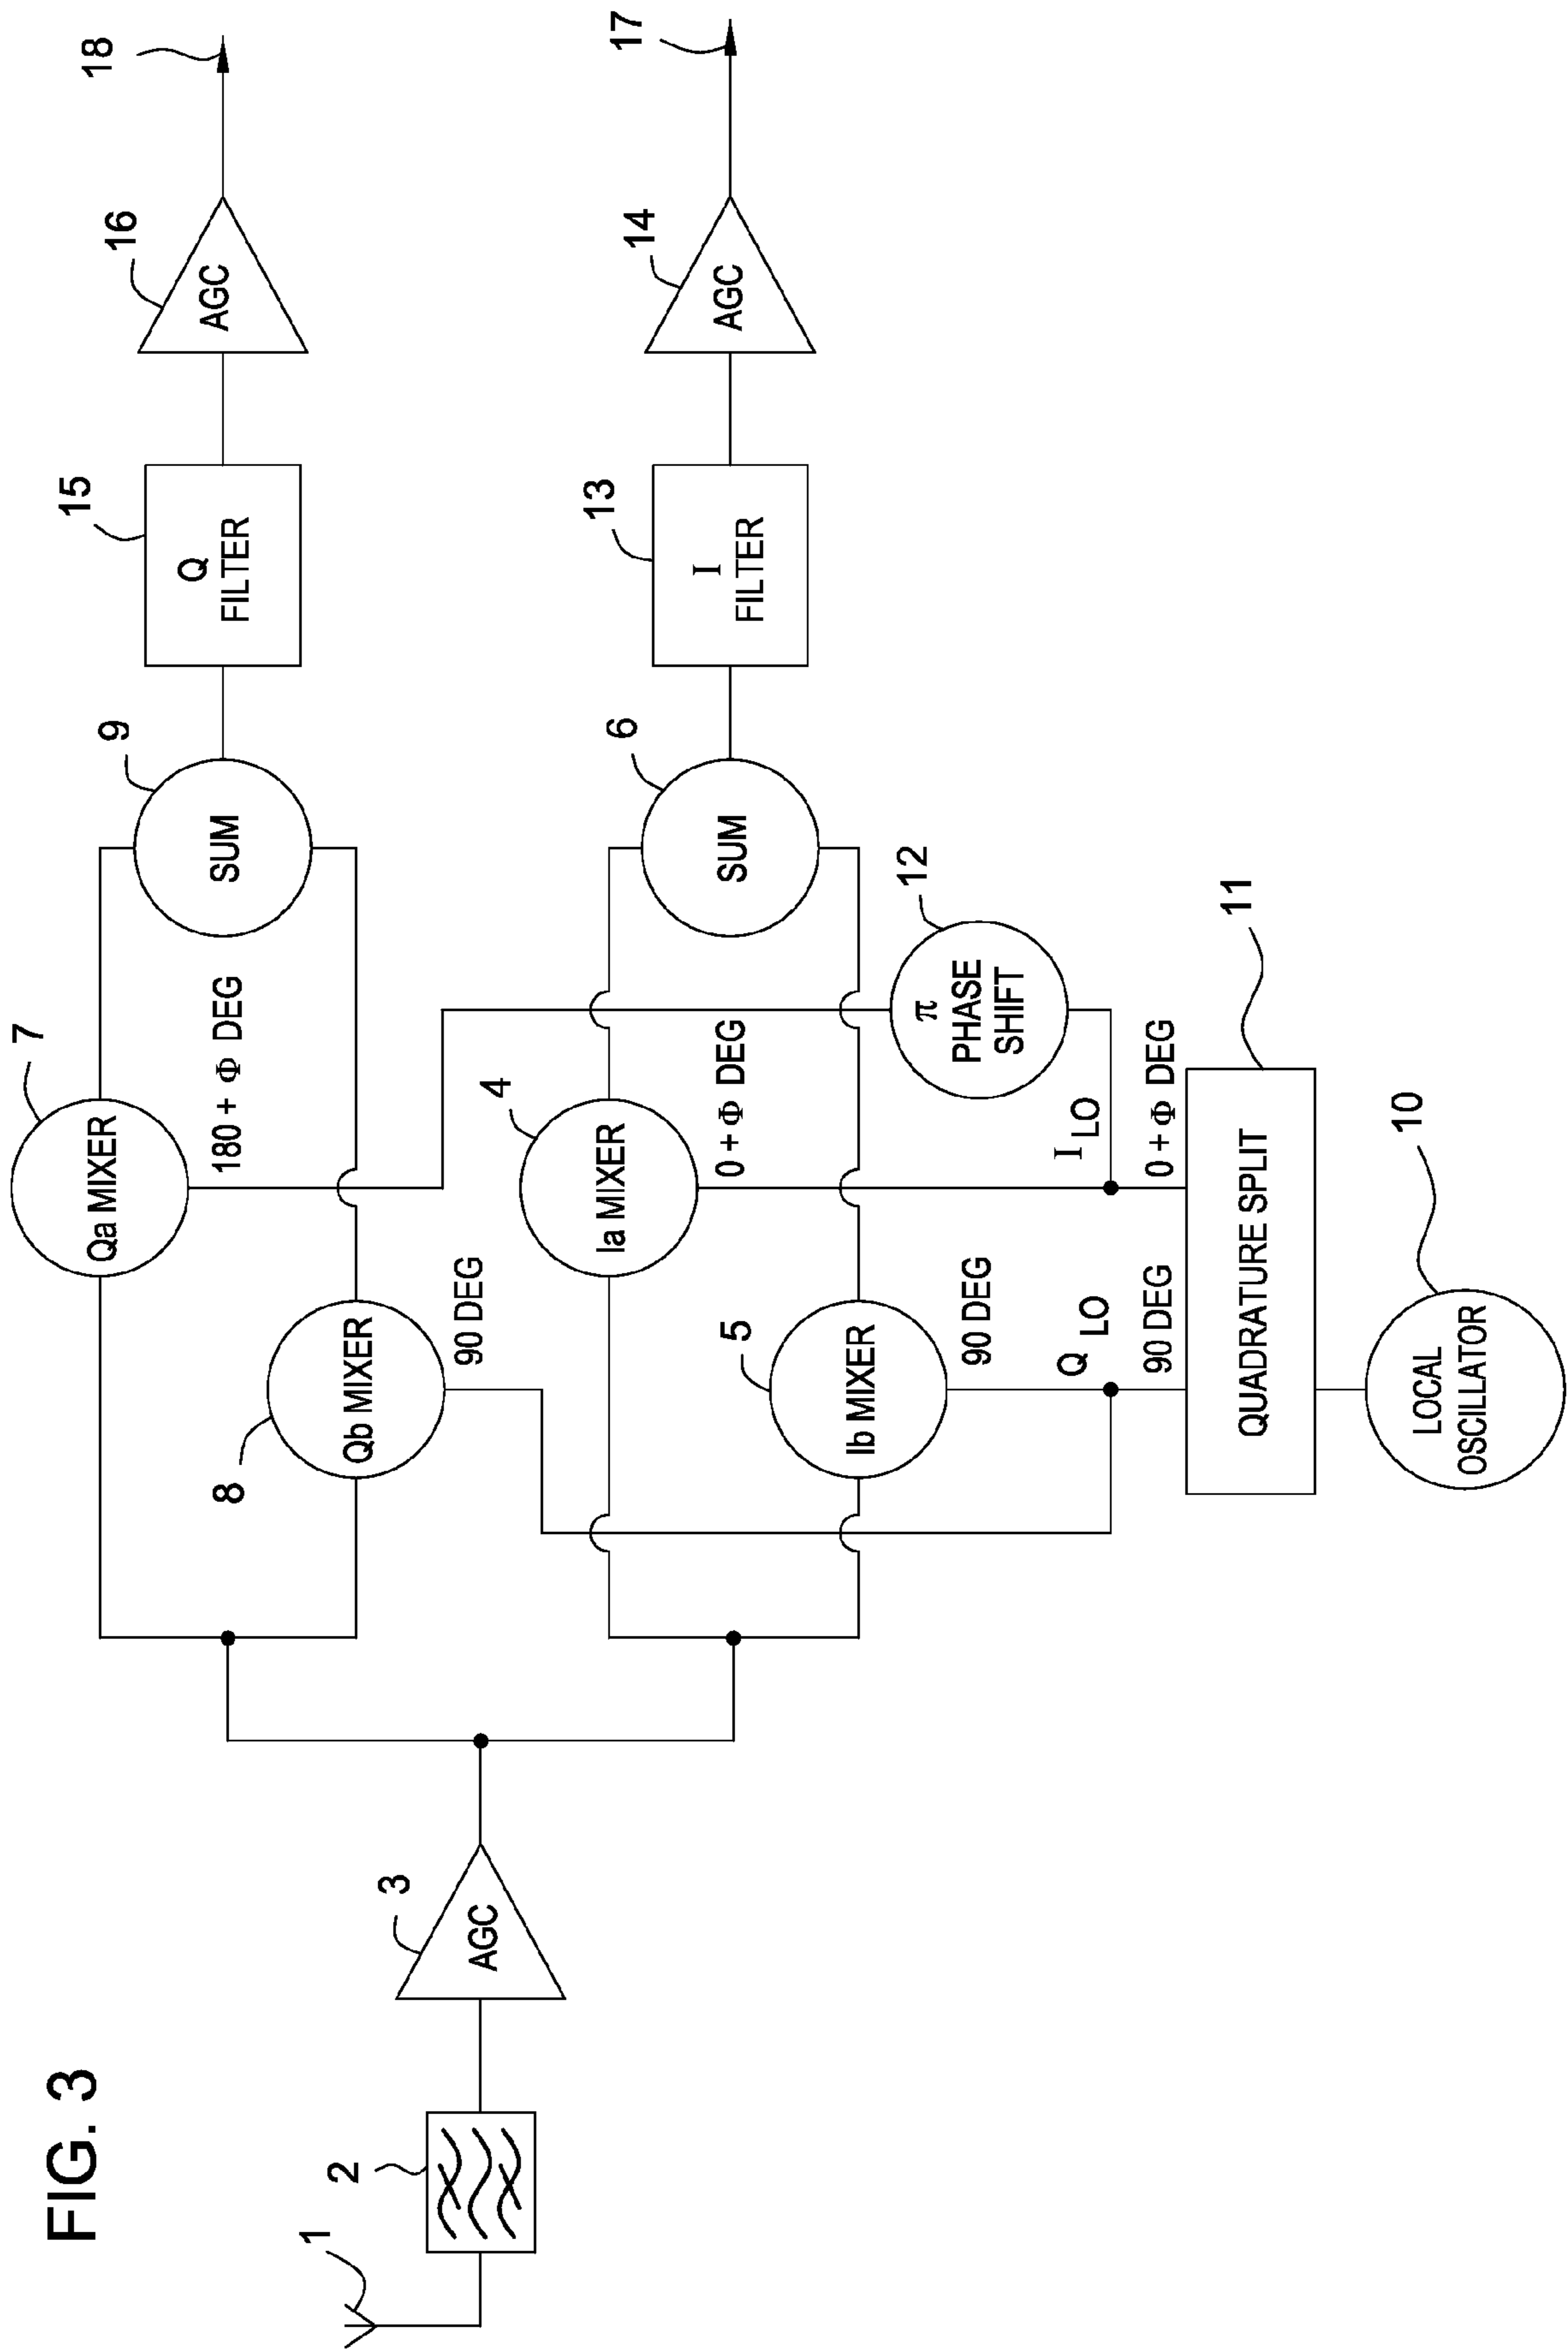 FIG. 3
1
2
3
AGC
7
Qa MIXER
180 + Φ DEG
8
Qb MIXER
90 DEG
9
SUM
15
Q
FILTER
16
AGC
18
4
Ia MIXER
0 + Φ DEG
5
Ib MIXER
90 DEG
6
SUM
13
I
FILTER
14
AGC
17
12
π
PHASE
SHIFT
Q LO
90 DEG
I LO
0 + Φ DEG
11
QUADRATURE SPLIT
10
LOCAL
OSCILLATOR